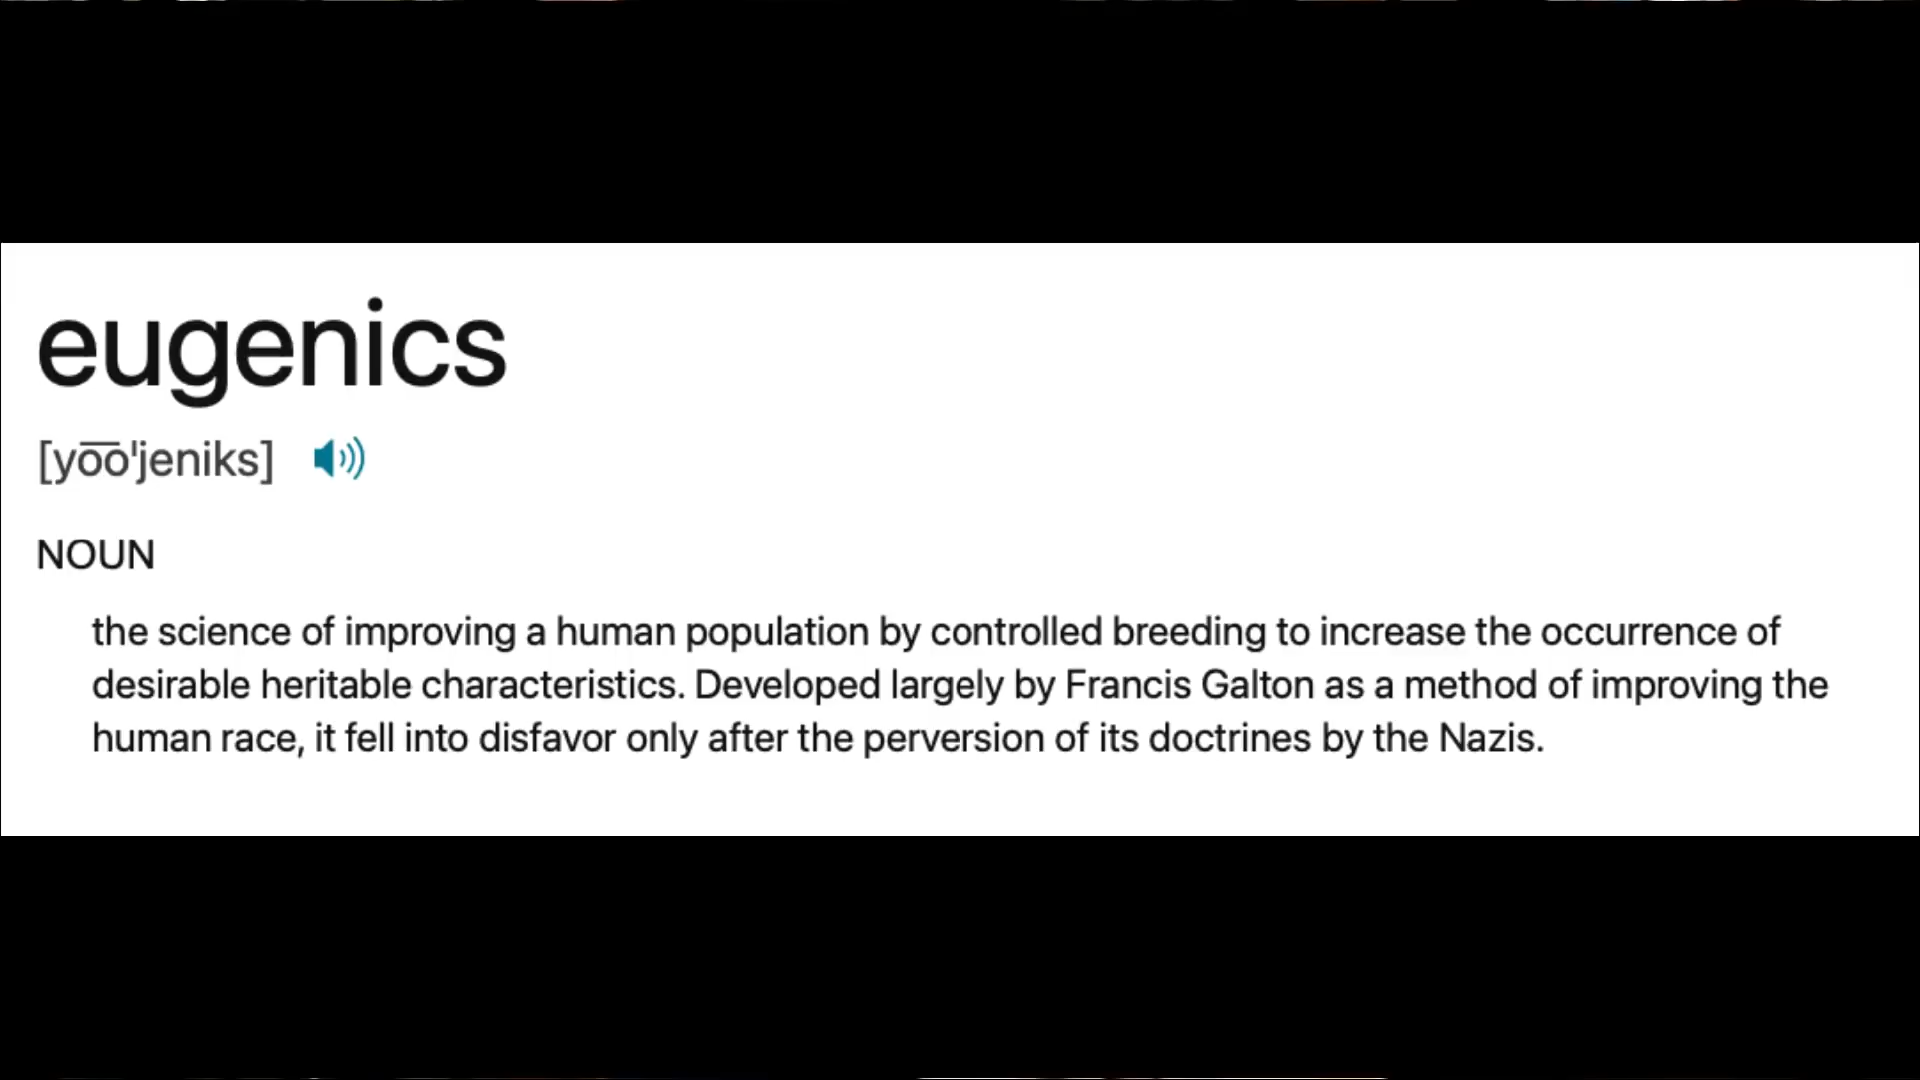 eugenics
[yo͞oˈjeniks]
NOUN
the science of improving a human population by controlled breeding to increase the occurrence of
desirable heritable characteristics. Developed largely by Francis Galton as a method of improving the
human race, it fell into disfavor only after the perversion of its doctrines by the Nazis.